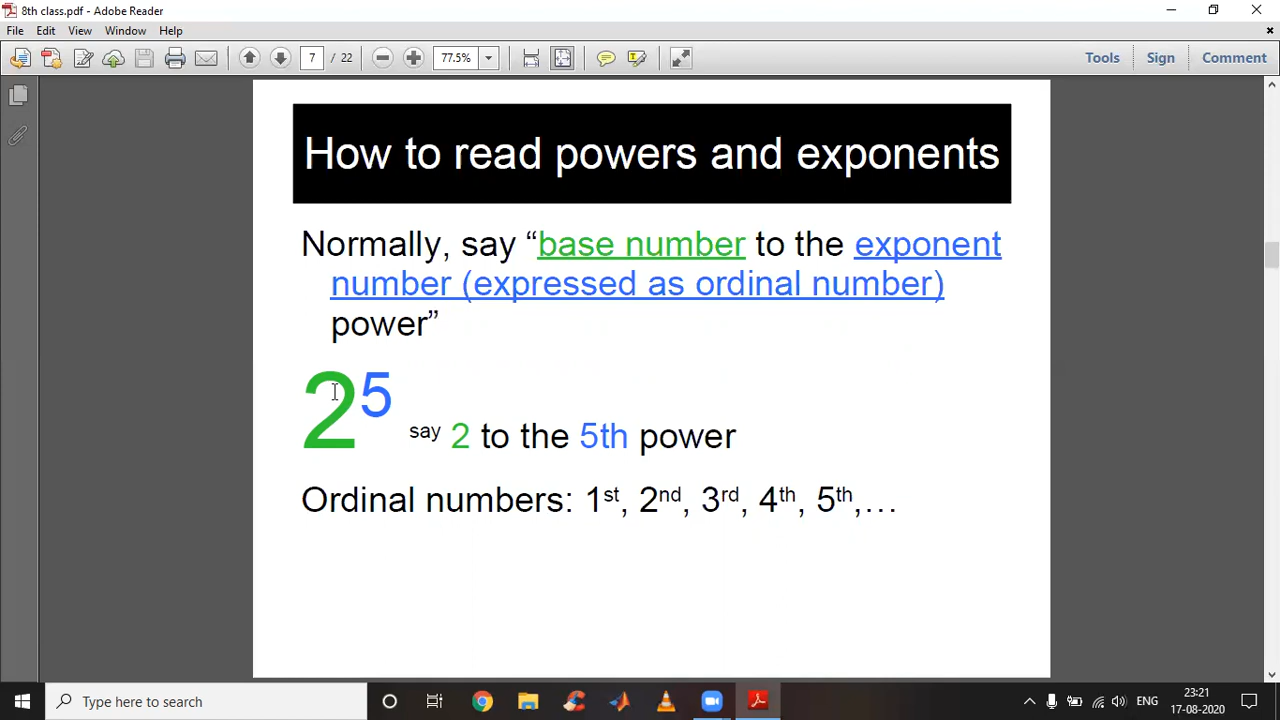 8th class.pdf - Adobe Reader
File Edit View Window Help
7 / 22 77.5% Tools Sign Comment
How to read powers and exponents
Normally, say “base number to the exponent
number (expressed as ordinal number)
power”
2⁵ say 2 to the 5th power
Ordinal numbers: 1st, 2nd, 3rd, 4th, 5th,…
Type here to search
ENG
23:21
17-08-2020